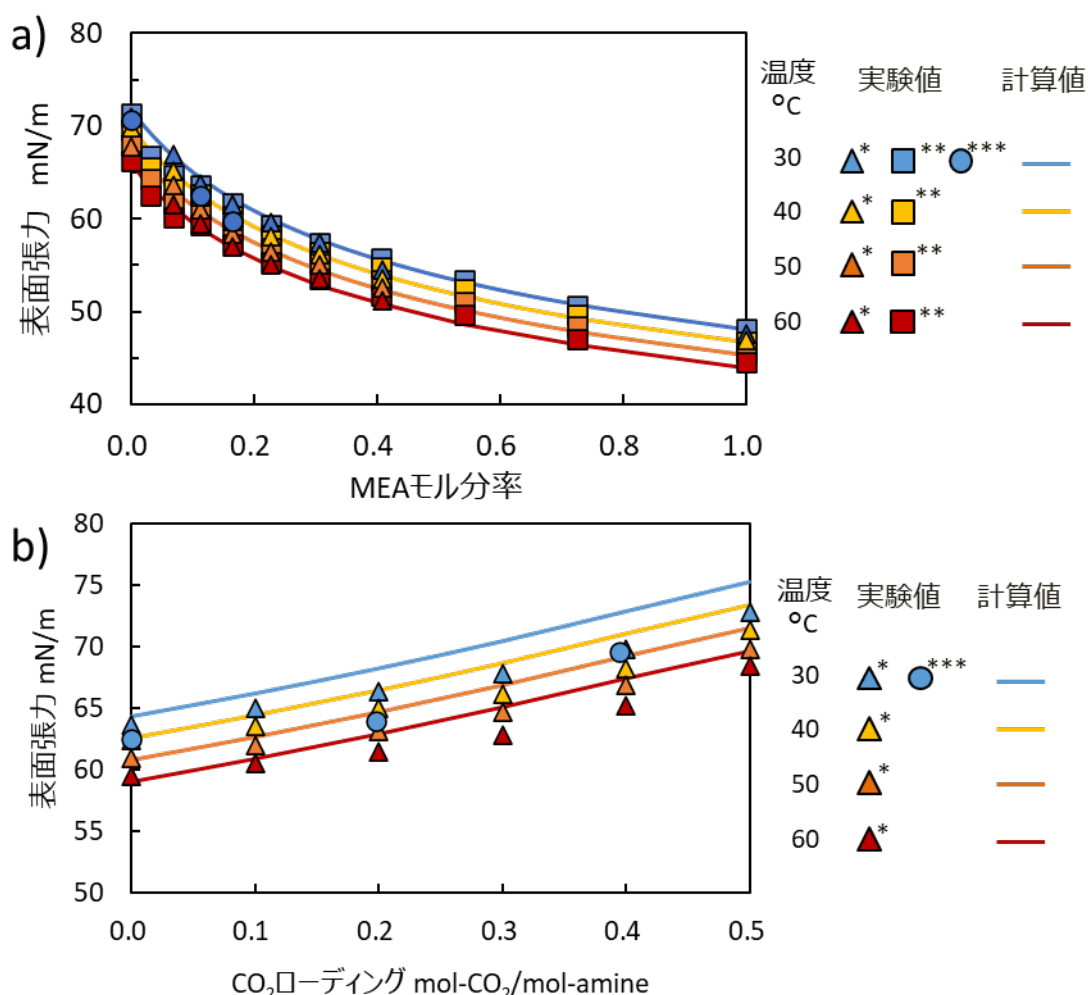 a)
表面張力 mN/m
80
70
60
50
40
0.0 0.2 0.4 0.6 0.8 1.0
MEAモル分率
温度 実験値 計算値
°C
30 * ** ***
40 * **
50 * **
60 * **
b)
表面張力 mN/m
80
75
70
65
60
55
50
0.0 0.1 0.2 0.3 0.4 0.5
CO₂ローディング mol-CO₂/mol-amine
温度 実験値 計算値
°C
30 * ***
40 *
50 *
60 *